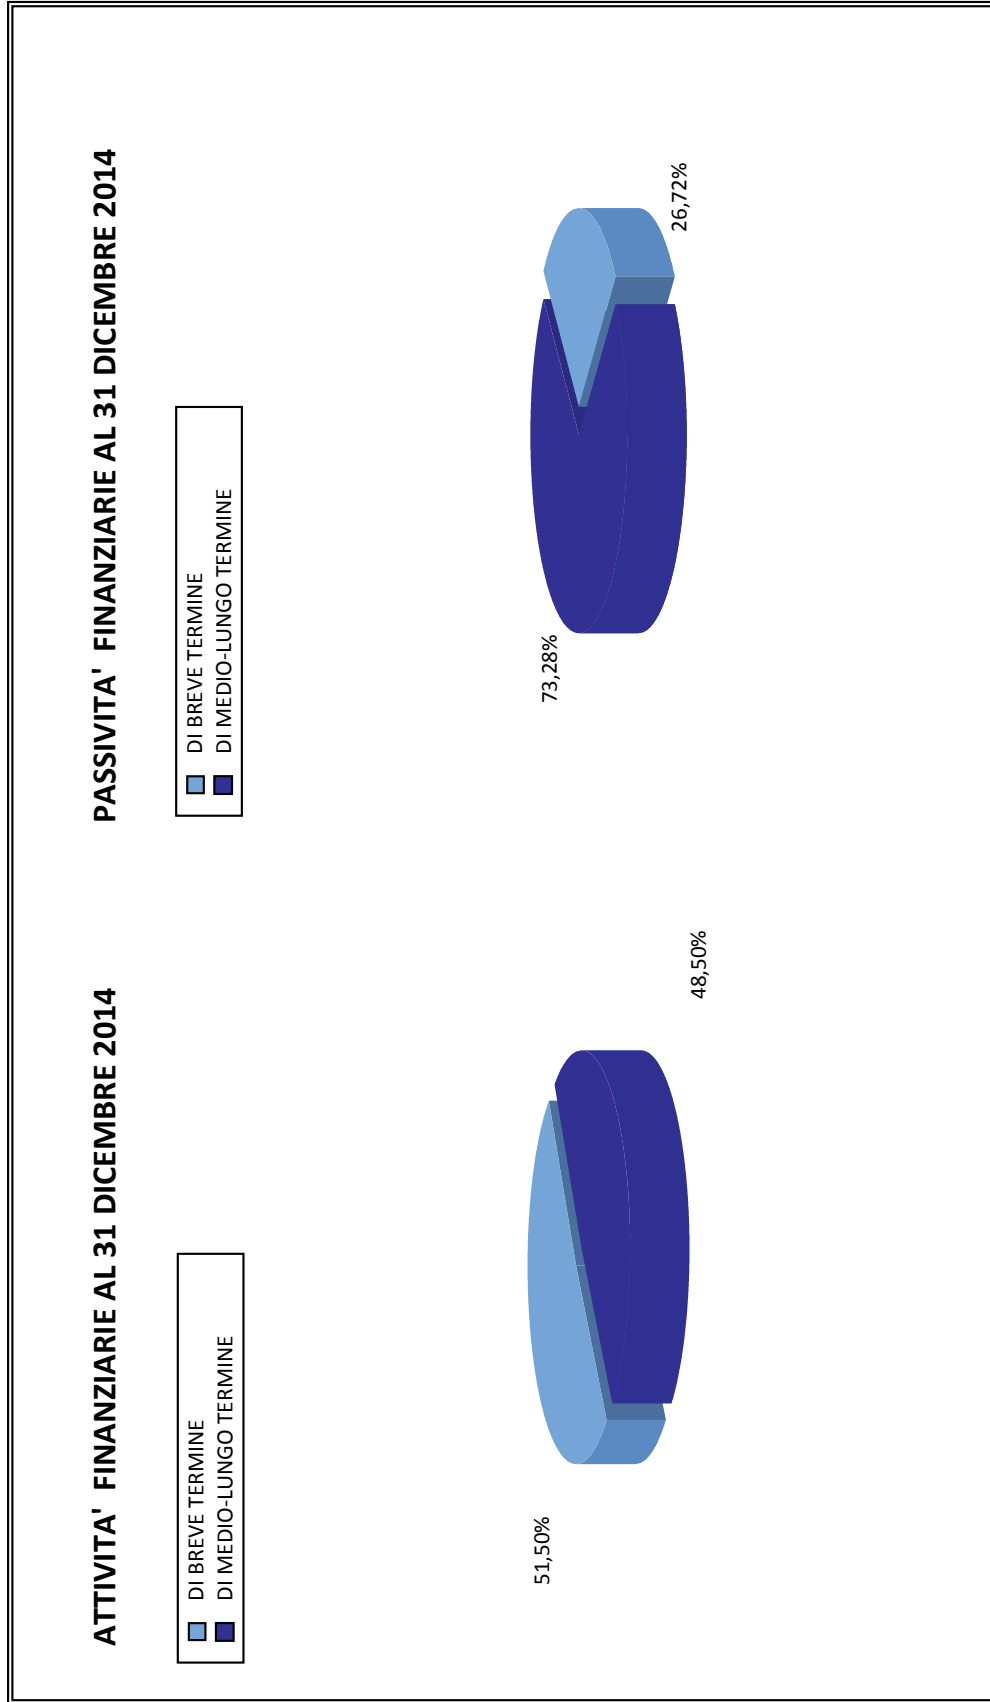 ATTIVITA' FINANZIARIE AL 31 DICEMBRE 2014
DI BREVE TERMINE
DI MEDIO-LUNGO TERMINE
51,50%
48,50%
PASSIVITA' FINANZIARIE AL 31 DICEMBRE 2014
DI BREVE TERMINE
DI MEDIO-LUNGO TERMINE
73,28%
26,72%